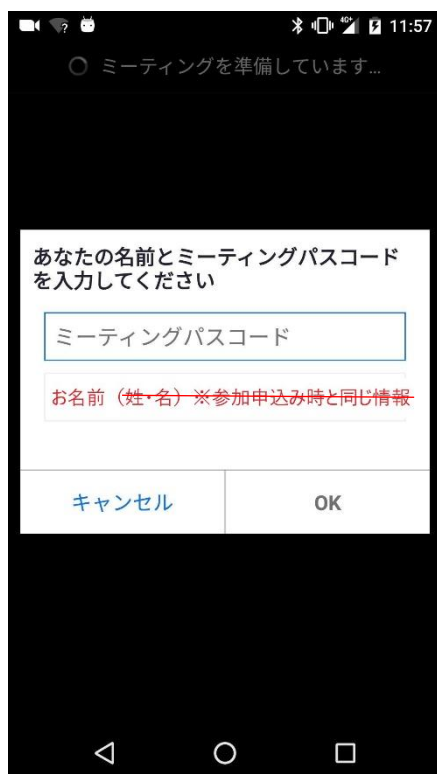 ? 4G+ 11:57
ミーティングを準備しています...
あなたの名前とミーティングパスコード
を入力してください
ミーティングパスコード
お名前（姓・名）※参加申込み時と同じ情報
キャンセル OK